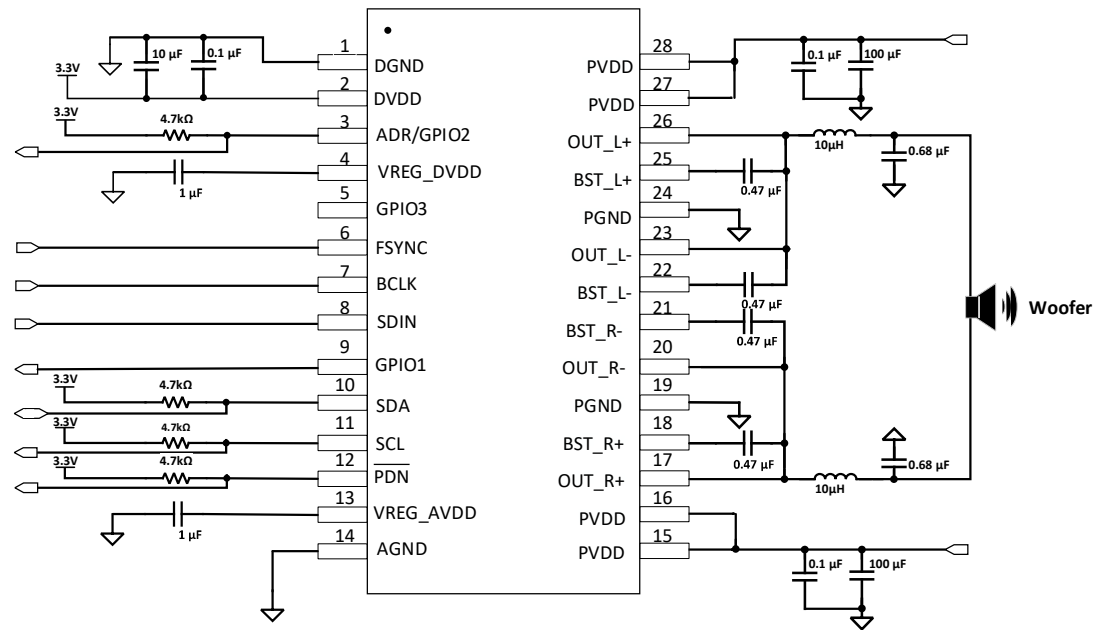 10 µF
0.1 µF
3.3V
1
DGND
2
DVDD
3.3V
4.7kΩ
3
ADR/GPIO2
4
VREG_DVDD
1 µF
5
GPIO3
6
FSYNC
7
BCLK
8
SDIN
9
GPIO1
3.3V
4.7kΩ
10
SDA
3.3V
4.7kΩ
11
SCL
3.3V
4.7kΩ
12
PDN
13
VREG_AVDD
1 µF
14
AGND
28
PVDD
0.1 µF
100 µF
27
PVDD
26
OUT_L+
10µH
0.68 µF
25
BST_L+
0.47 µF
24
PGND
23
OUT_L-
22
BST_L-
0.47 µF
21
BST_R-
0.47 µF
Woofer
20
OUT_R-
19
PGND
18
BST_R+
0.47 µF
17
OUT_R+
10µH
0.68 µF
16
PVDD
15
PVDD
0.1 µF
100 µF